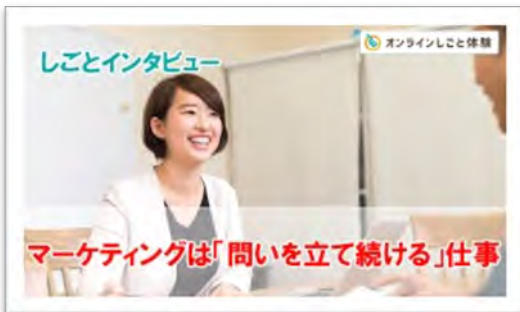 オンラインしごと体験
しごとインタビュー
マーケティングは「問いを立て続ける」仕事